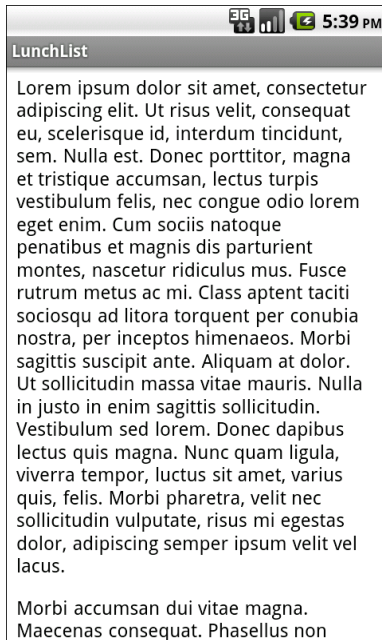 3G 5:39 PM
LunchList
Lorem ipsum dolor sit amet, consectetur
adipiscing elit. Ut risus velit, consequat
eu, scelerisque id, interdum tincidunt,
sem. Nulla est. Donec porttitor, magna
et tristique accumsan, lectus turpis
vestibulum felis, nec congue odio lorem
eget enim. Cum sociis natoque
penatibus et magnis dis parturient
montes, nascetur ridiculus mus. Fusce
rutrum metus ac mi. Class aptent taciti
sociosqu ad litora torquent per conubia
nostra, per inceptos himenaeos. Morbi
sagittis suscipit ante. Aliquam at dolor.
Ut sollicitudin massa vitae mauris. Nulla
in justo in enim sagittis sollicitudin.
Vestibulum sed lorem. Donec dapibus
lectus quis magna. Nunc quam ligula,
viverra tempor, luctus sit amet, varius
quis, felis. Morbi pharetra, velit nec
sollicitudin vulputate, risus mi egestas
dolor, adipiscing semper ipsum velit vel
lacus.
Morbi accumsan dui vitae magna.
Maecenas consequat. Phasellus non